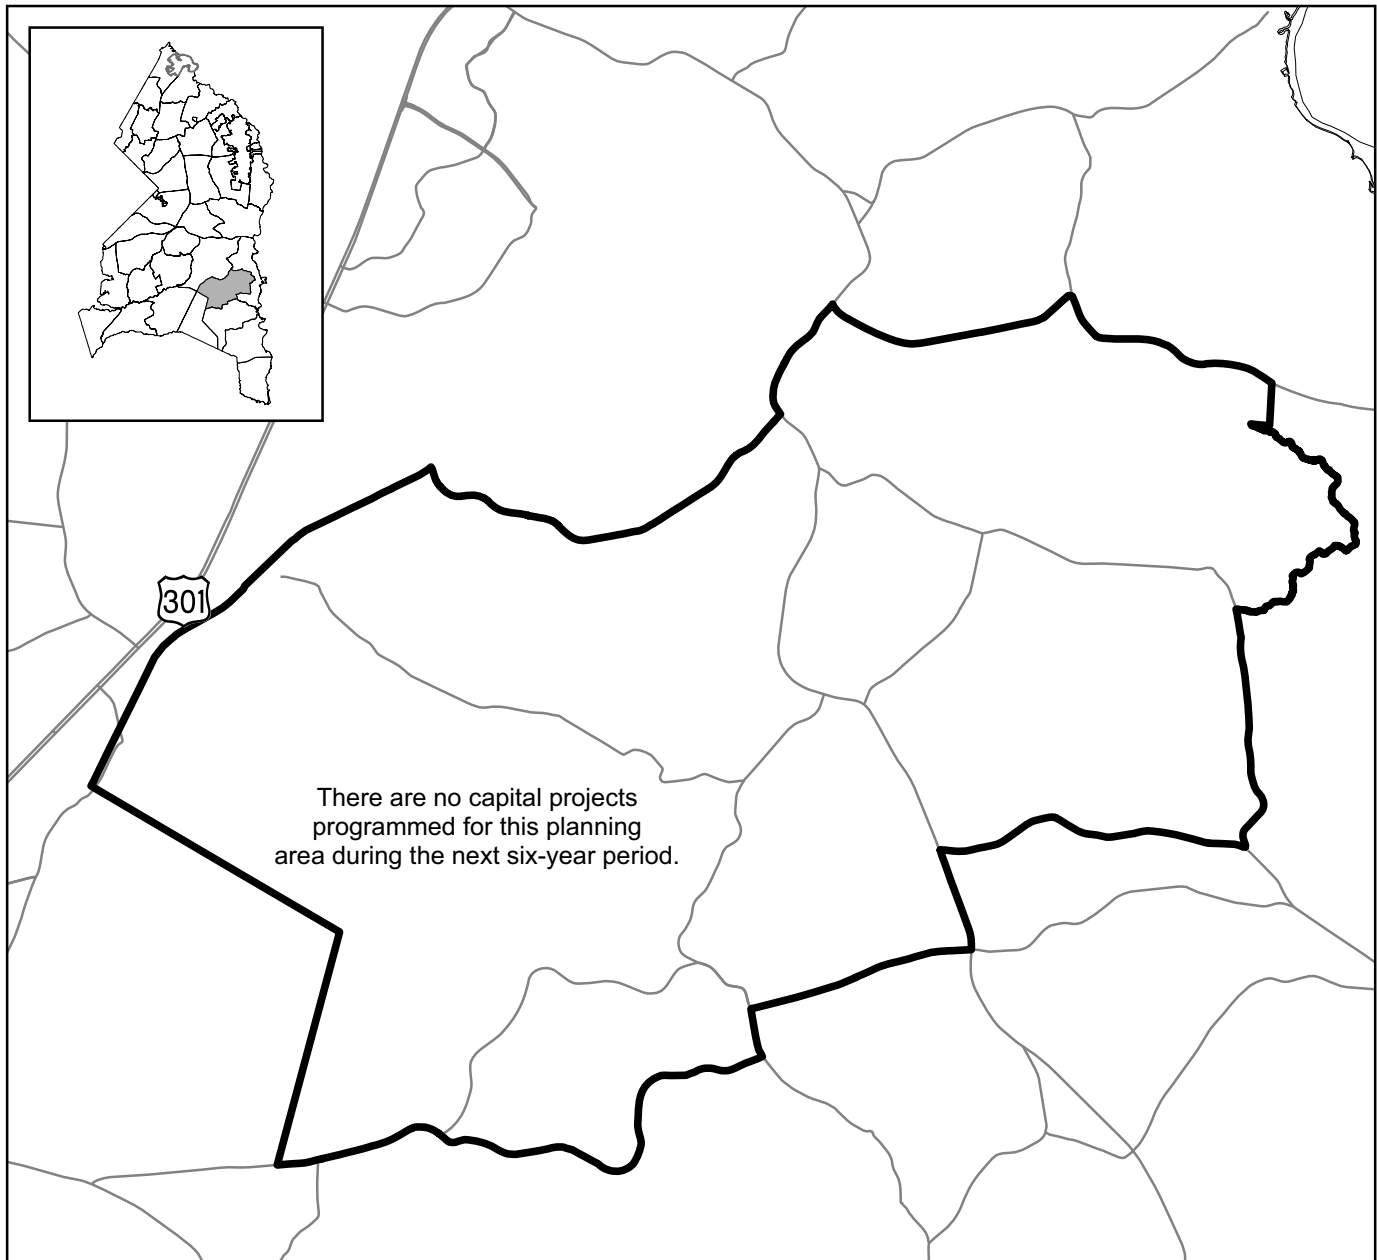 301
There are no capital projects
programmed for this planning
area during the next six-year period.